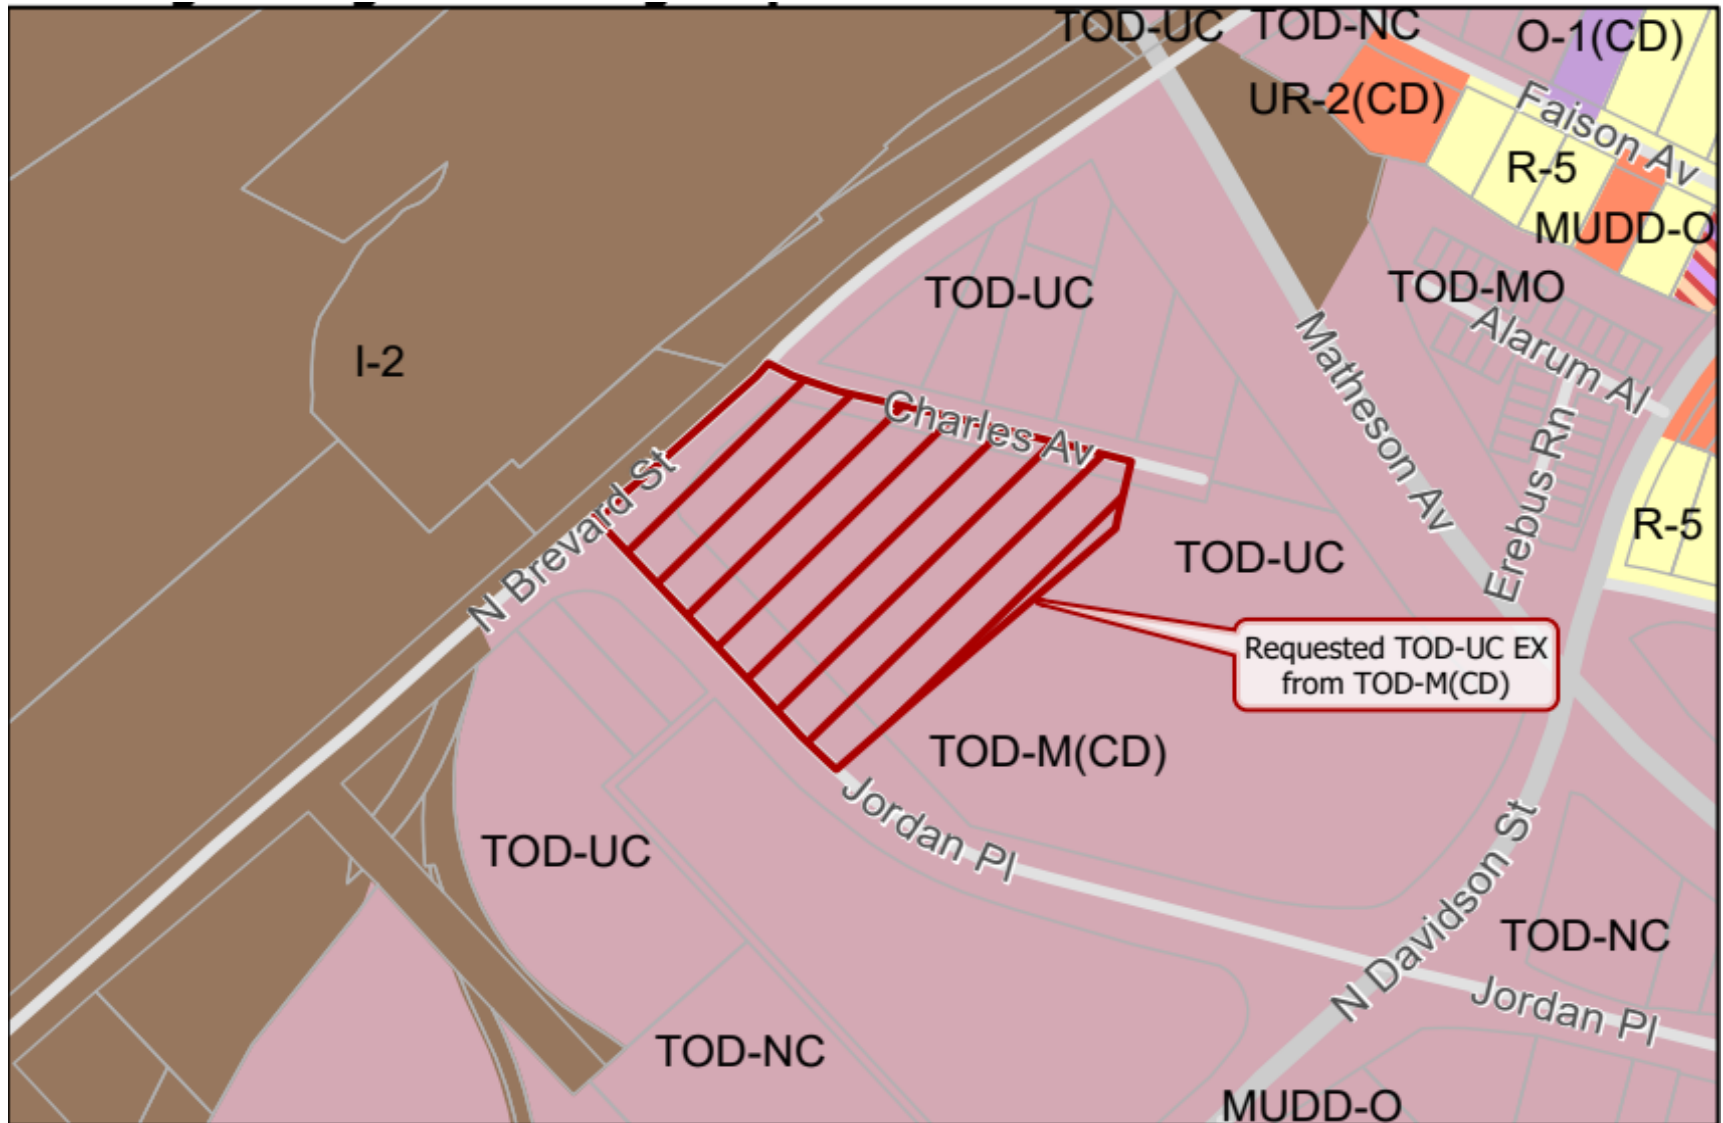 TOD-UC
TOD-NC
O-1(CD)
UR-2(CD)
Faison Av
R-5
MUDD-O
TOD-UC
TOD-MO
Alarum Al
I-2
Matheson Av
Charles Av
Erebus Rn
N Brevard St
R-5
TOD-UC
Requested TOD-UC EX
from TOD-M(CD)
TOD-M(CD)
Jordan Pl
TOD-UC
N Davidson St
TOD-NC
Jordan Pl
TOD-NC
MUDD-O